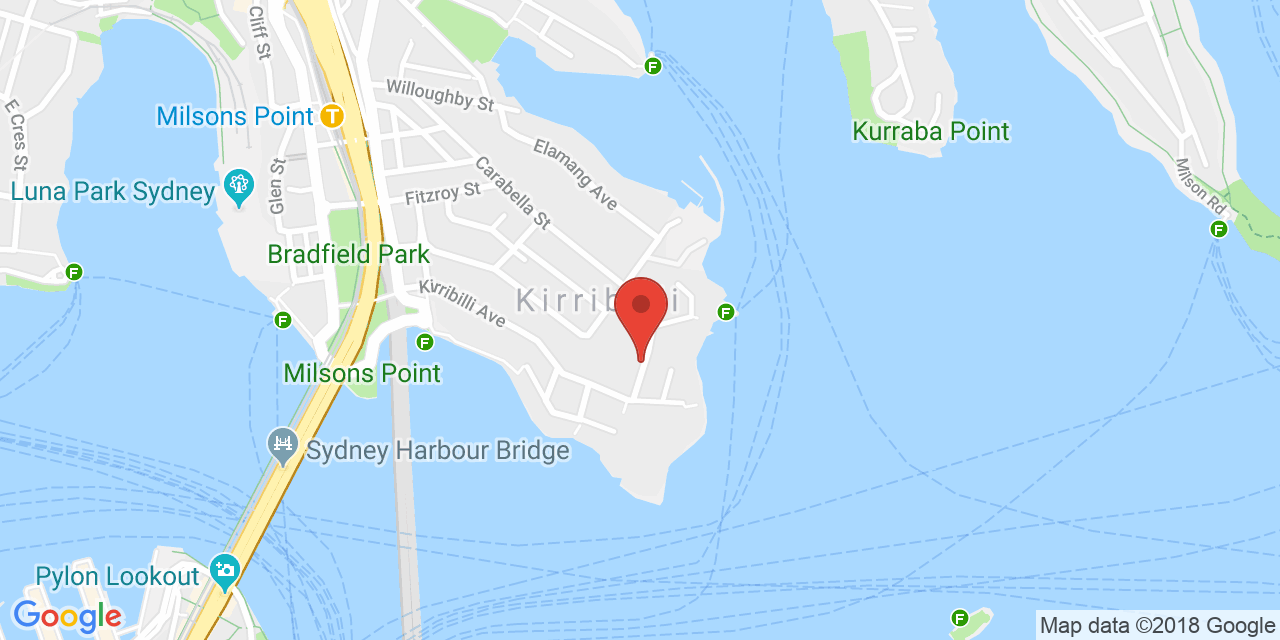 Cliff St
Willoughby St
Milsons Point
T
F
E Cres St
Elamang Ave
Kurraba Point
Luna Park Sydney
Glen St
Fitzroy St
Carabella St
Milson Rd
F
Bradfield Park
F
Kirribilli Ave
Kirribilli
F
F
F
Milsons Point
Sydney Harbour Bridge
Pylon Lookout
Google
F
Map data ©2018 Google